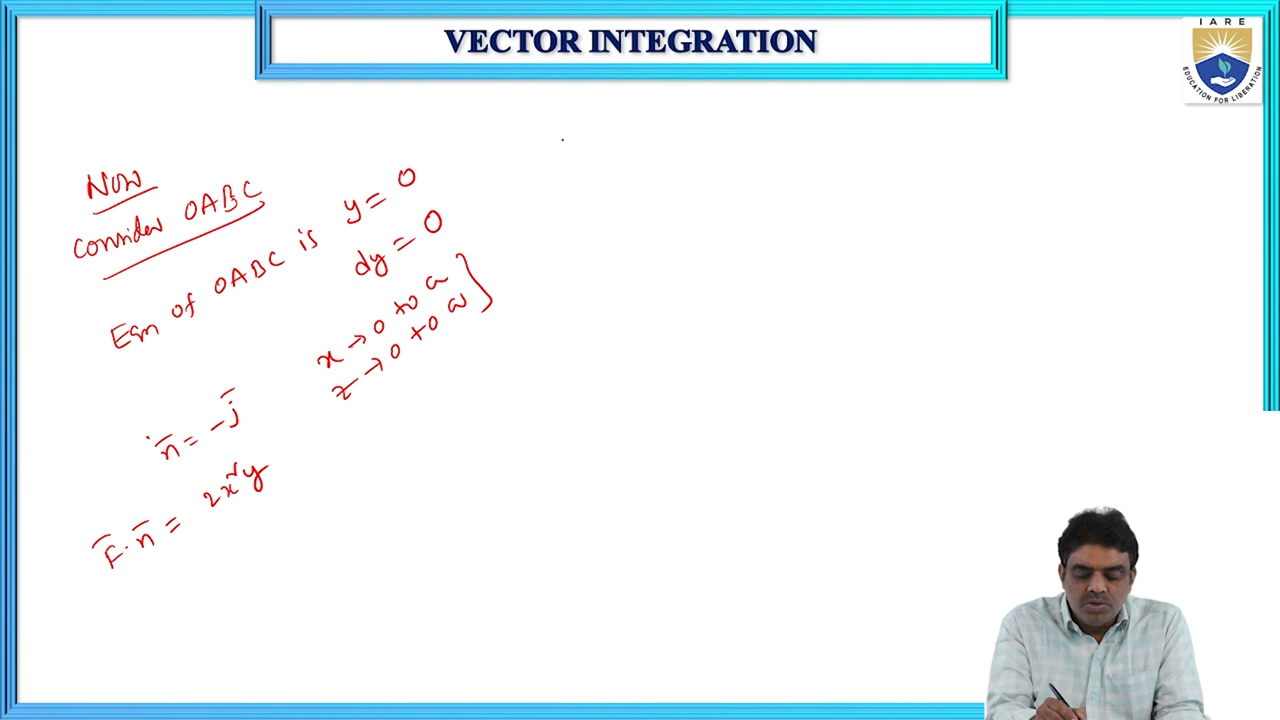 VECTOR INTEGRATION
IARE
EDUCATION FOR LIBERATION
Now
consider OABC
Eqn of OABC is y = 0
dy = 0
x → 0 to a
z → 0 to a }
n̄ = -j̄
F̄·n̄ = 2x²y